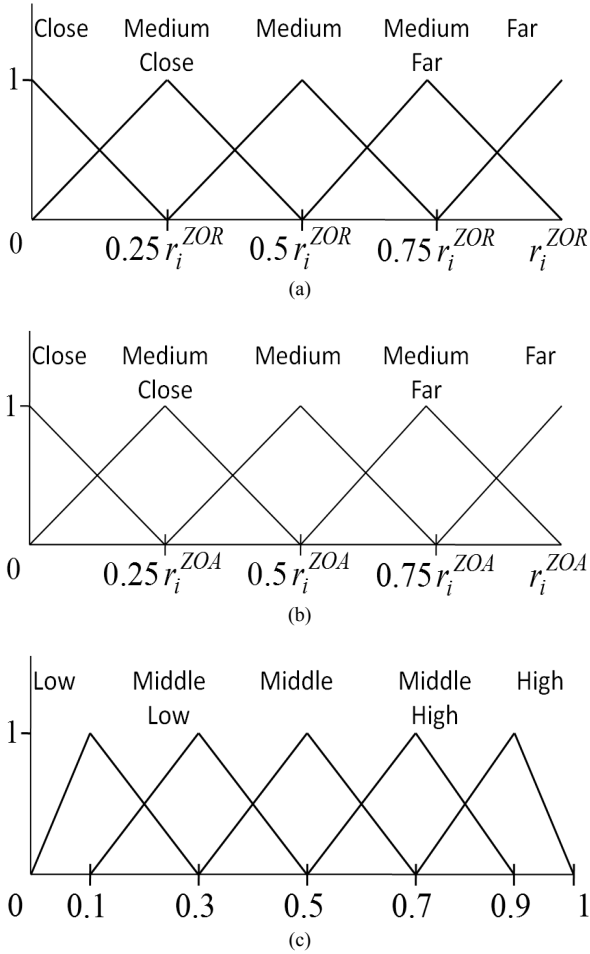 Close Medium Medium Medium Far
Close Far
1
0 0.25 r_i^{ZOR} 0.5 r_i^{ZOR} 0.75 r_i^{ZOR} r_i^{ZOR}
(a)
Close Medium Medium Medium Far
Close Far
1
0 0.25 r_i^{ZOA} 0.5 r_i^{ZOA} 0.75 r_i^{ZOA} r_i^{ZOA}
(b)
Low Middle Middle Middle High
Low High
1
0 0.1 0.3 0.5 0.7 0.9 1
(c)